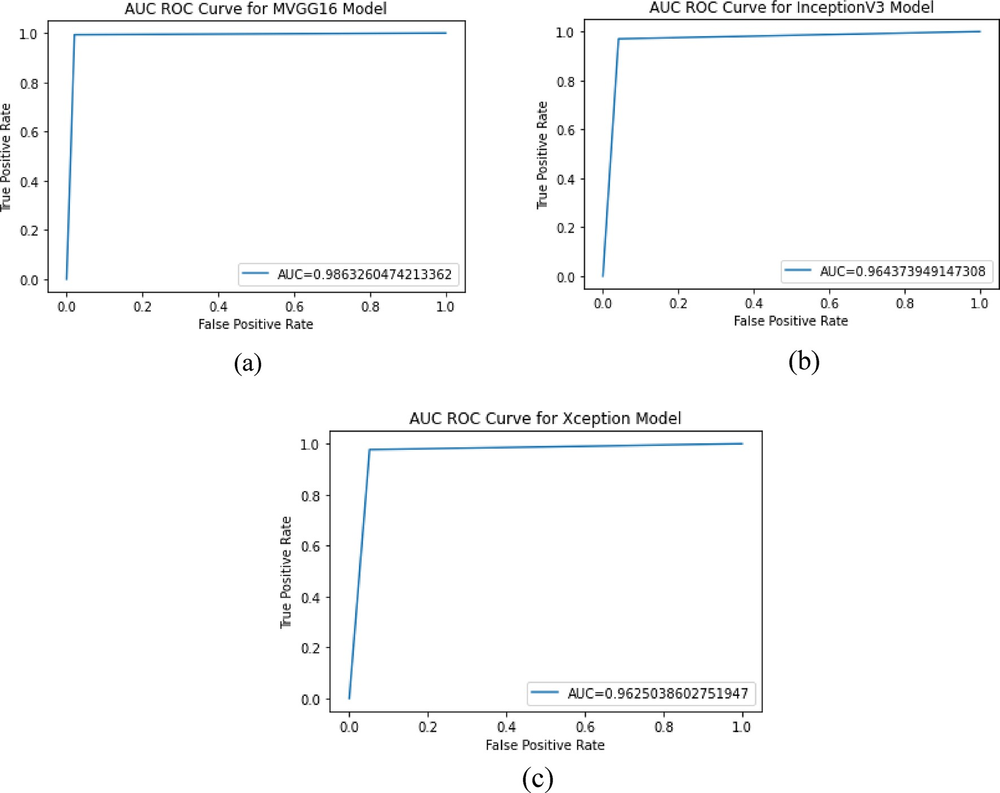 AUC ROC Curve for MVGG16 Model
1.0
0.8
0.6
0.4
0.2
0.0
True Positive Rate
AUC=0.9863260474213362
0.0 0.2 0.4 0.6 0.8 1.0
False Positive Rate
(a)
AUC ROC Curve for InceptionV3 Model
1.0
0.8
0.6
0.4
0.2
0.0
True Positive Rate
AUC=0.964373949147308
0.0 0.2 0.4 0.6 0.8 1.0
False Positive Rate
(b)
AUC ROC Curve for Xception Model
1.0
0.8
0.6
0.4
0.2
0.0
True Positive Rate
AUC=0.9625038602751947
0.0 0.2 0.4 0.6 0.8 1.0
False Positive Rate
(c)